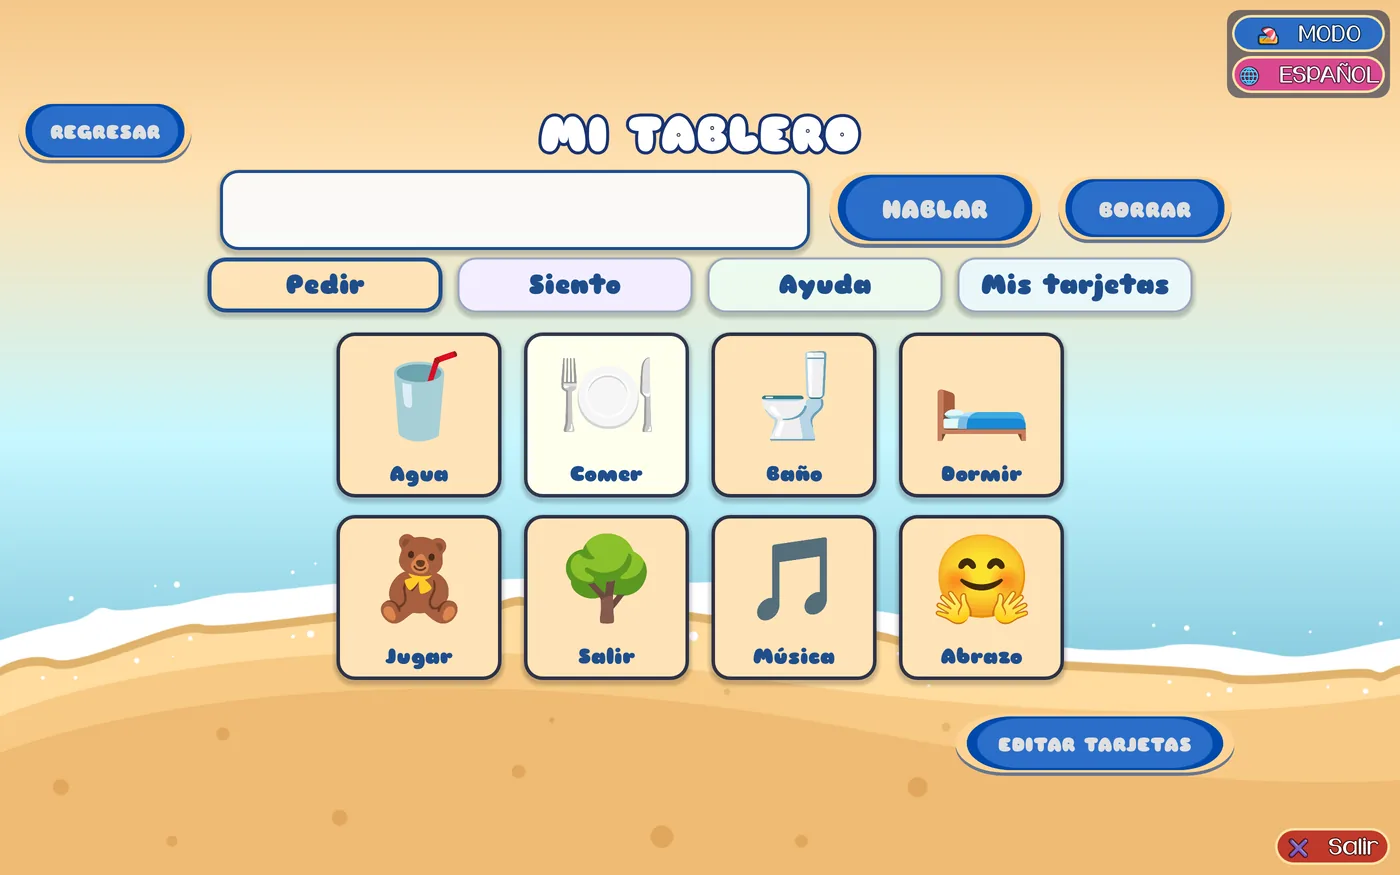 MODO
ESPAÑOL
REGRESAR
MI TABLERO
HABLAR
BORRAR
Pedir
Siento
Ayuda
Mis tarjetas
Agua
Comer
Baño
Dormir
Jugar
Salir
Música
Abrazo
EDITAR TARJETAS
Salir